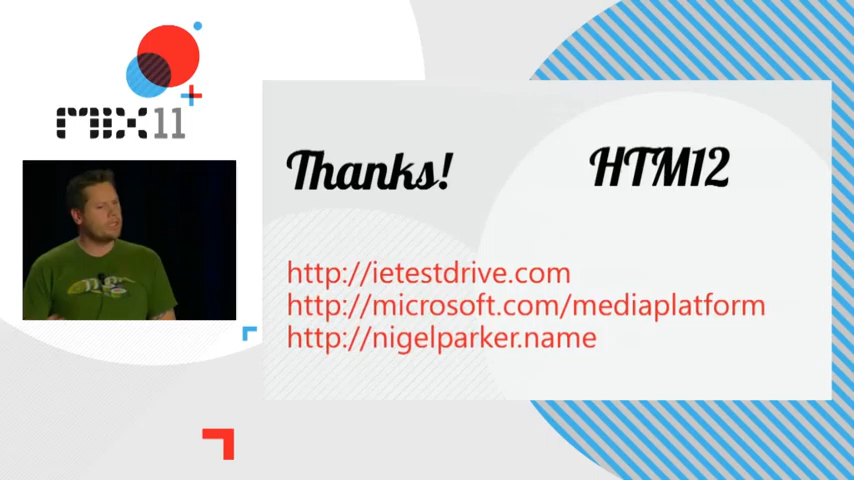 MIX11
Thanks!
HTM12
http://ietestdrive.com
http://microsoft.com/mediaplatform
http://nigelparker.name